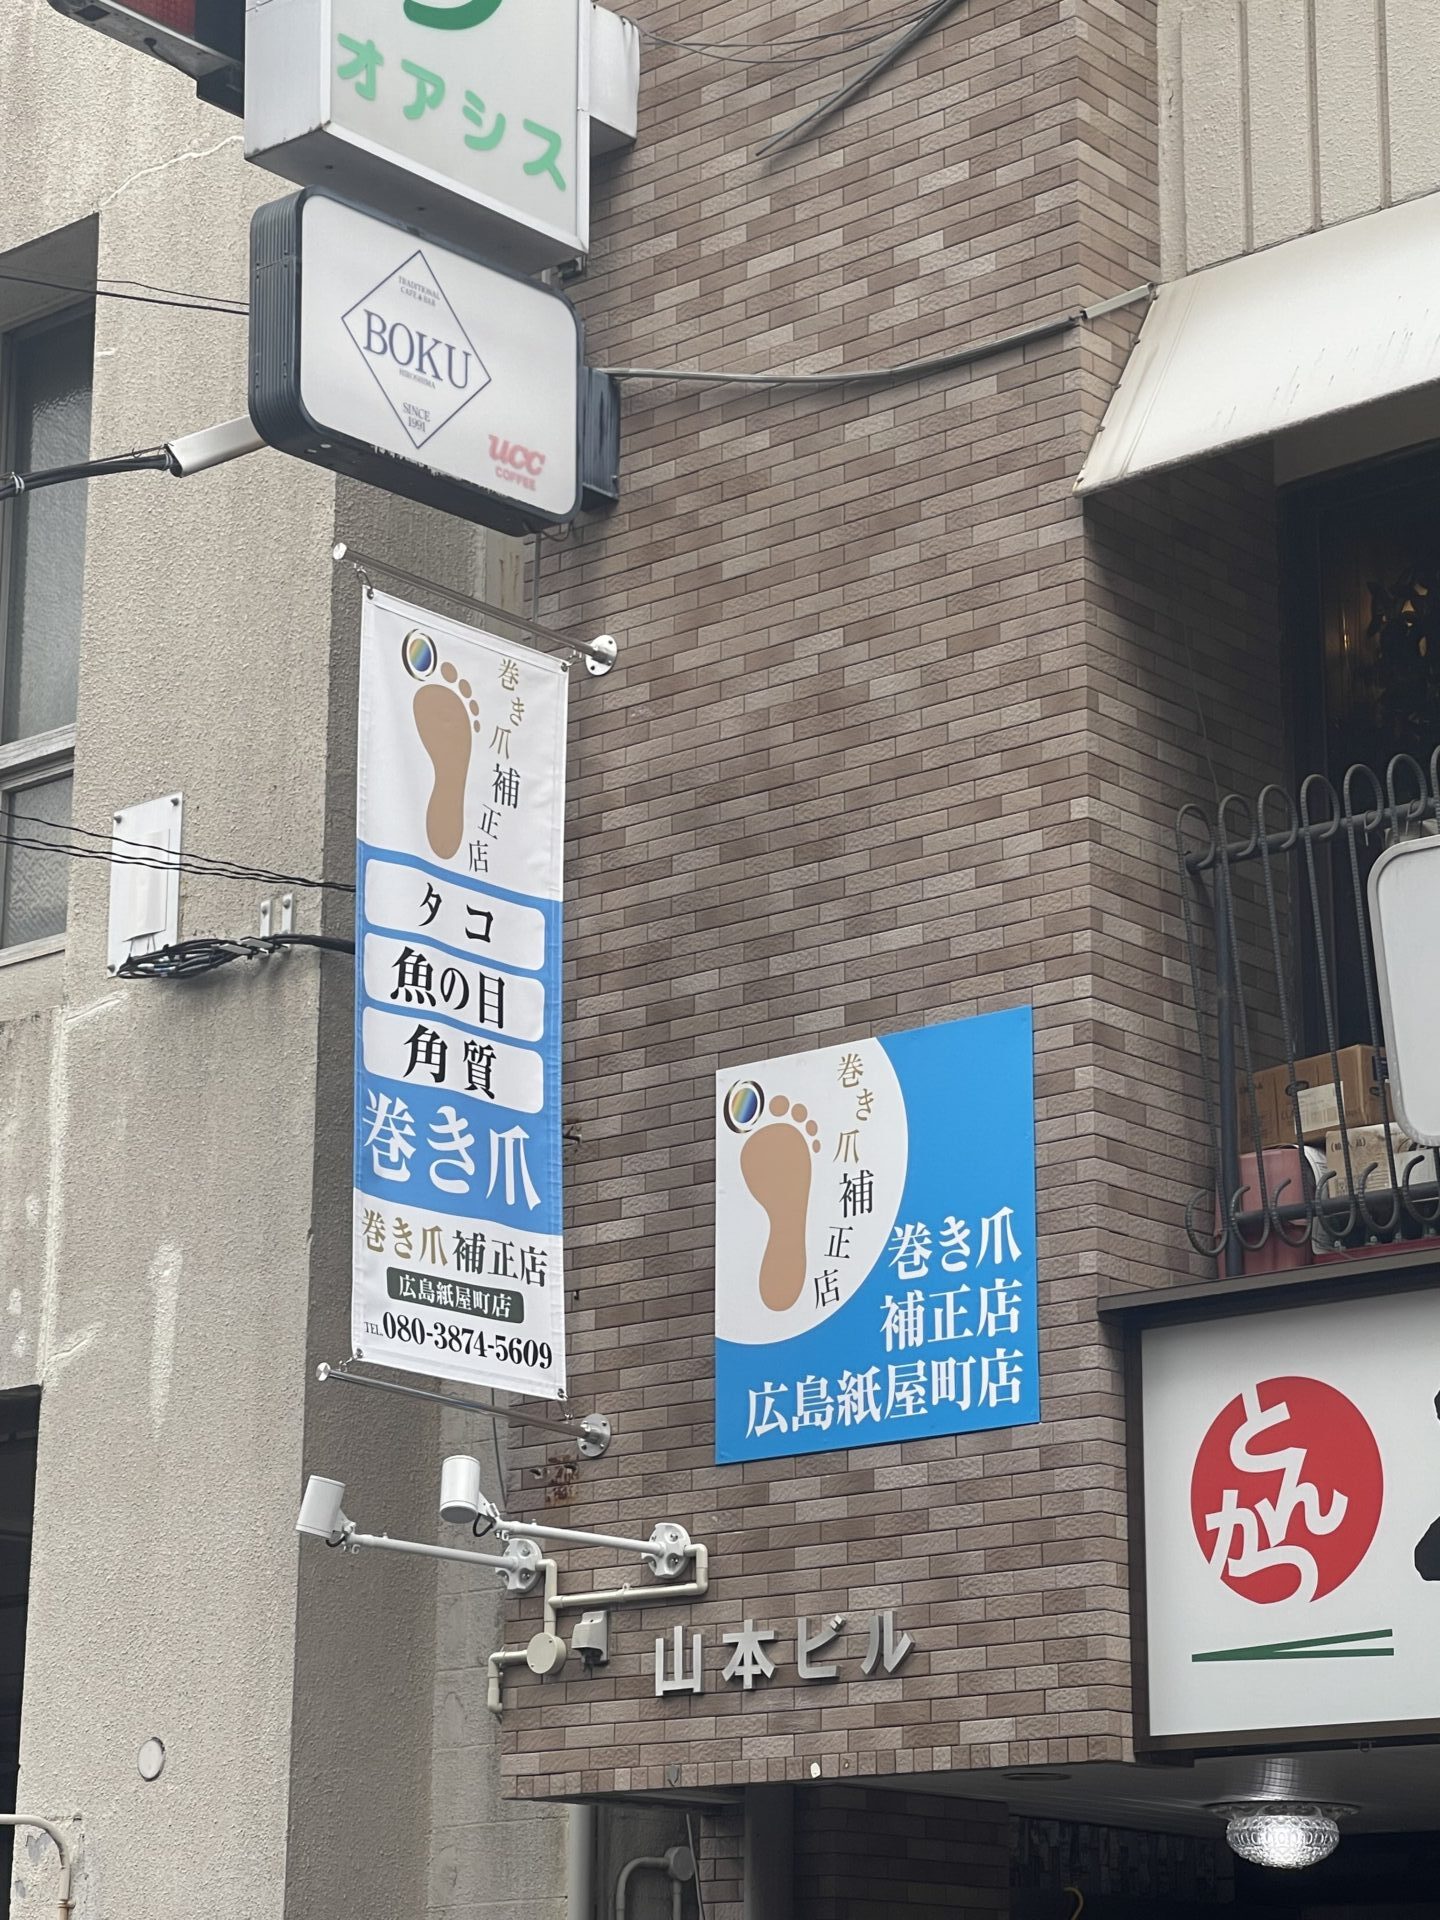 オアシス
TRADITIONAL
CAFE & BAR
BOKU
HIROSHIMA
SINCE
1991
UCC
COFFEE
巻き爪補正店
タコ
魚の目
角質
巻き爪
巻き爪補正店
広島紙屋町店
TEL.080-3874-5609
巻き爪補正店
巻き爪
補正店
広島紙屋町店
とんかつ
山本ビル